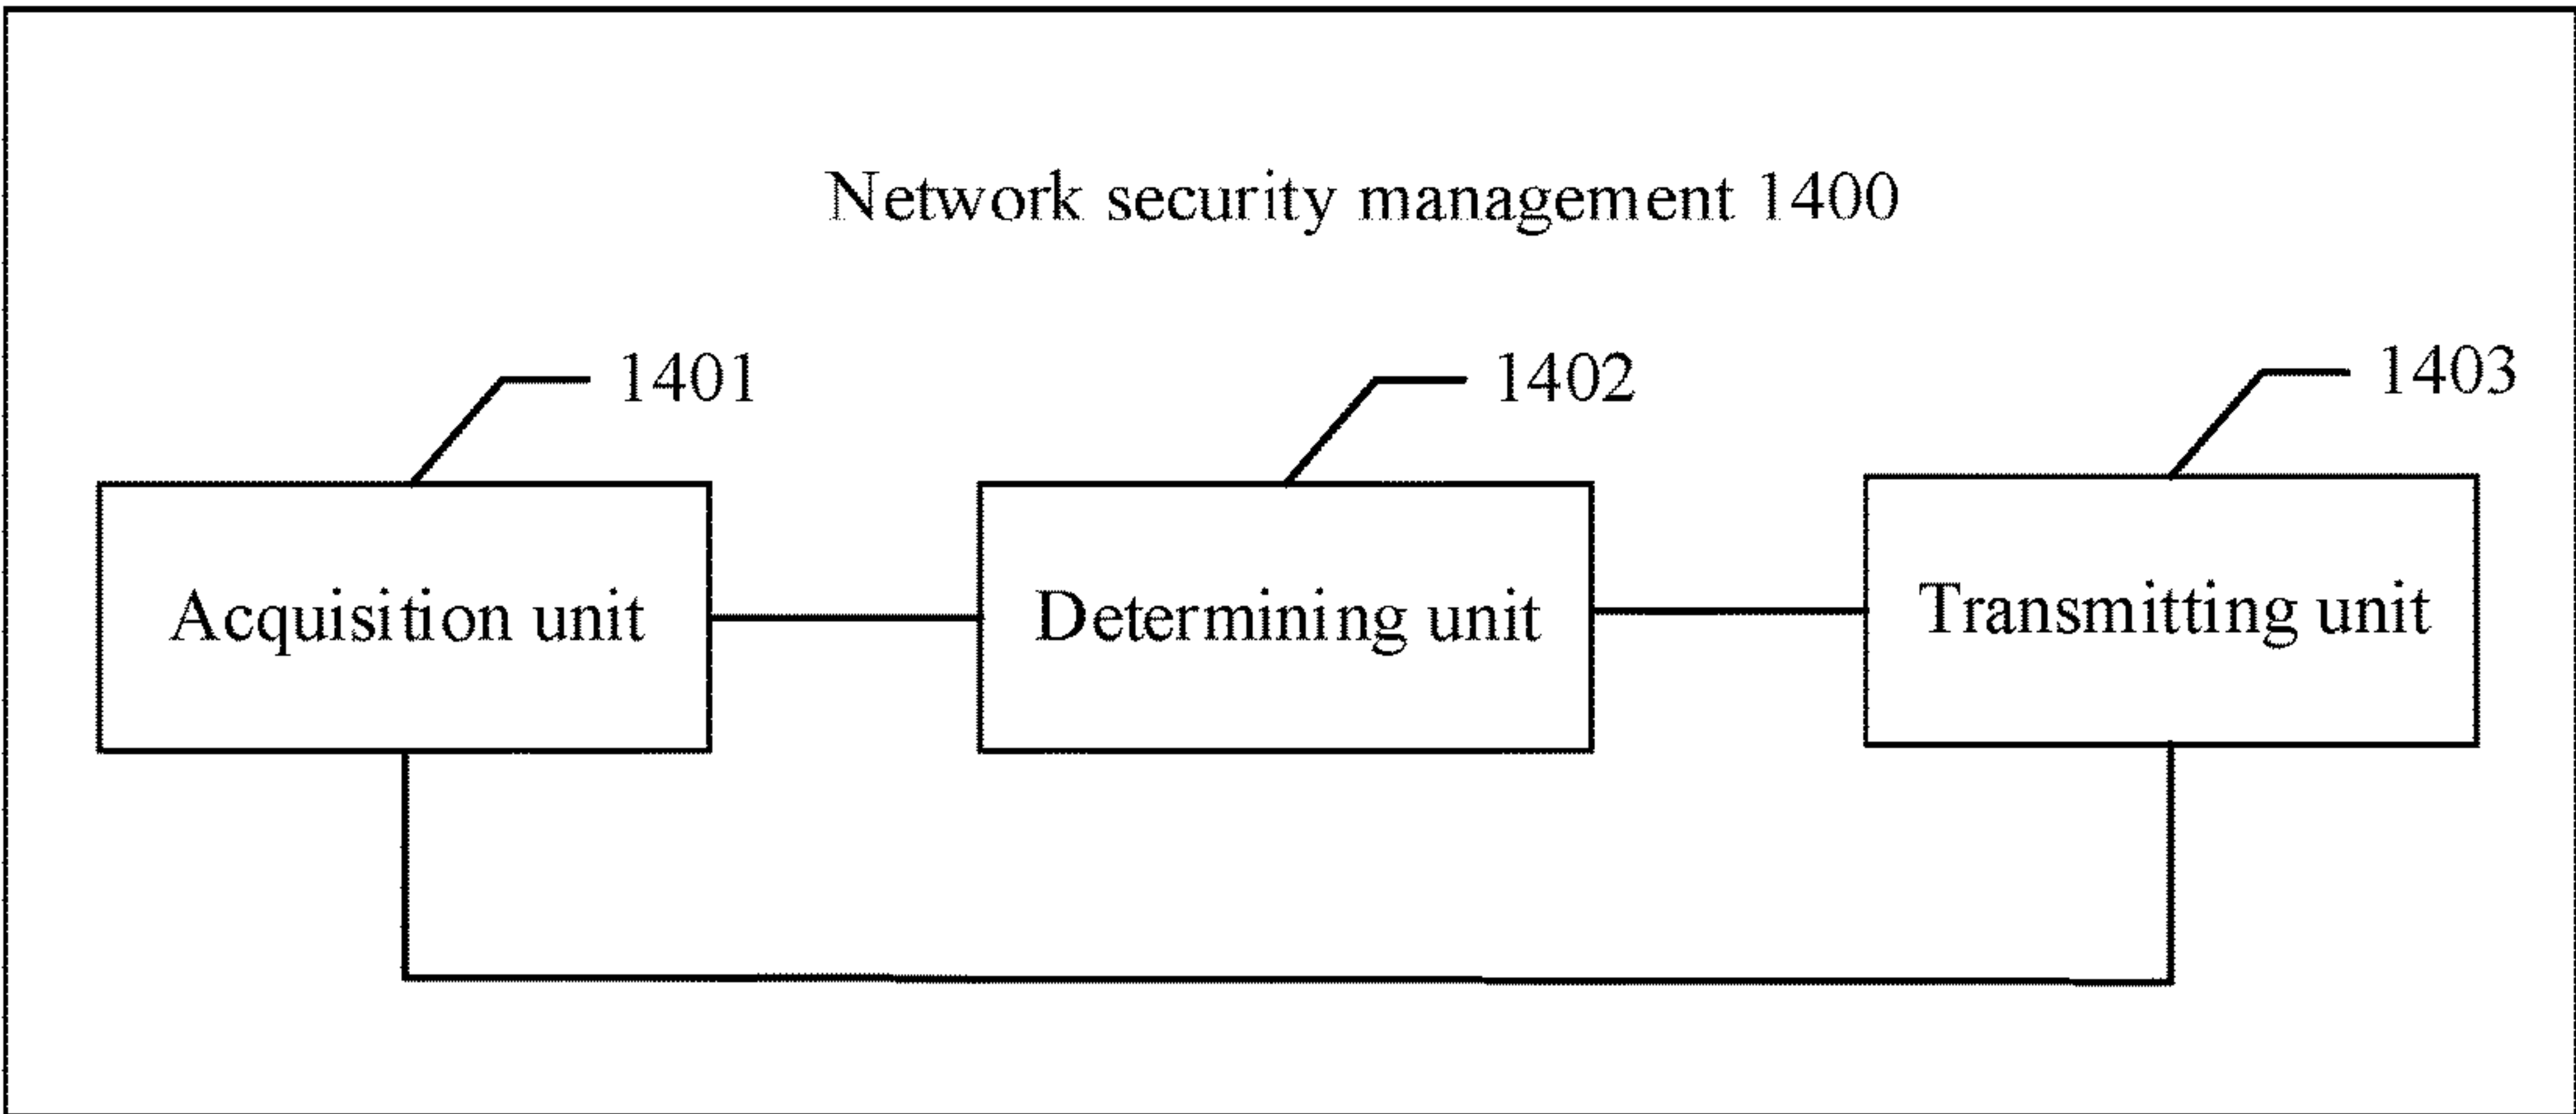 Network security management 1400
1401
1402
1403
Acquisition unit
Determining unit
Transmitting unit